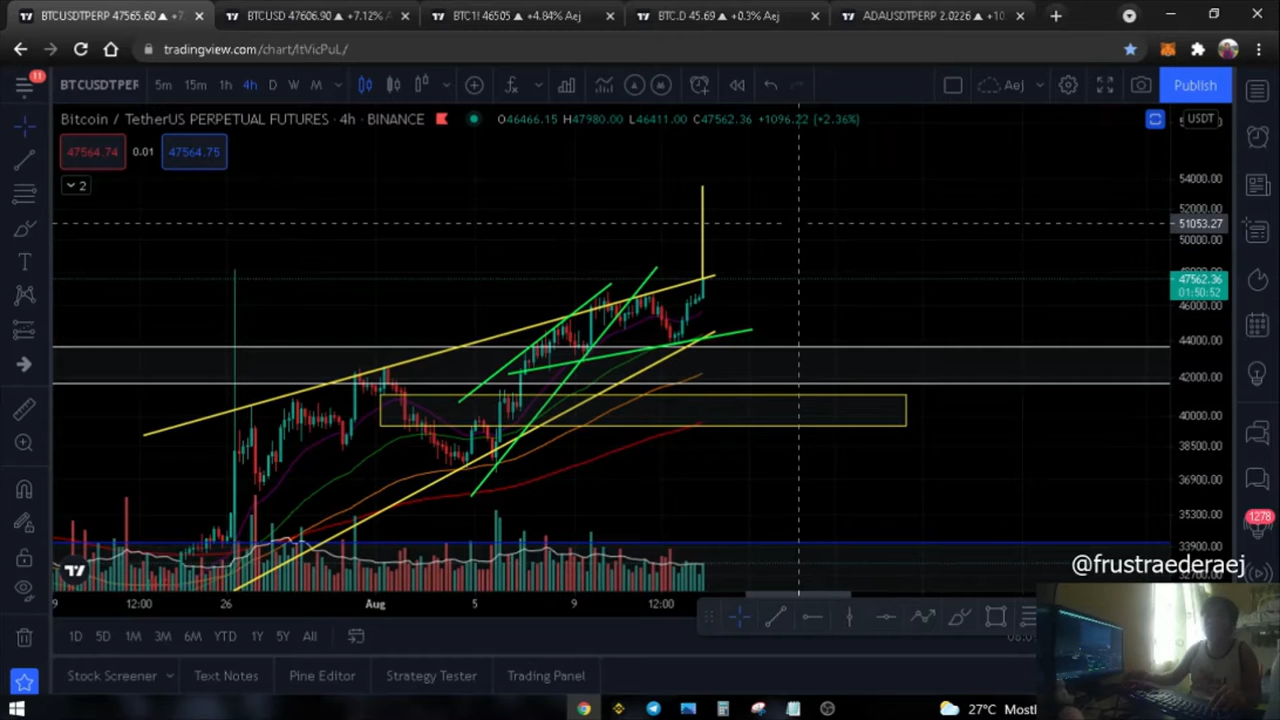 BTCUSDTPERP 47565.60 ▲ +7.
BTCUSD 47606.90 ▲ +7.12% A
BTC1! 46505 ▲ +4.84% Aej
BTC.D 45.69 ▲ +0.3% Aej
ADAUSDTPERP 2.0226 ▲ +10.
tradingview.com/chart/ltVicPuL/
11
BTCUSDTPER
5m 15m 1h 4h D W M
Aej
Publish
Bitcoin / TetherUS PERPETUAL FUTURES · 4h · BINANCE
O46466.15 H47980.00 L46411.00 C47562.36 +1096.22 (+2.36%)
USDT
47564.74 0.01 47564.75
2
54000.00
52000.00
51053.27
50000.00
47562.36
01:50:52
46000.00
44000.00
42000.00
40000.00
38500.00
36900.00
35300.00
33900.00
1278
@frustraederaej
9 12:00 26 Aug 5 9 12:00
1D 5D 1M 3M 6M YTD 1Y 5Y All
Stock Screener Text Notes Pine Editor Strategy Tester Trading Panel
27°C Mostl